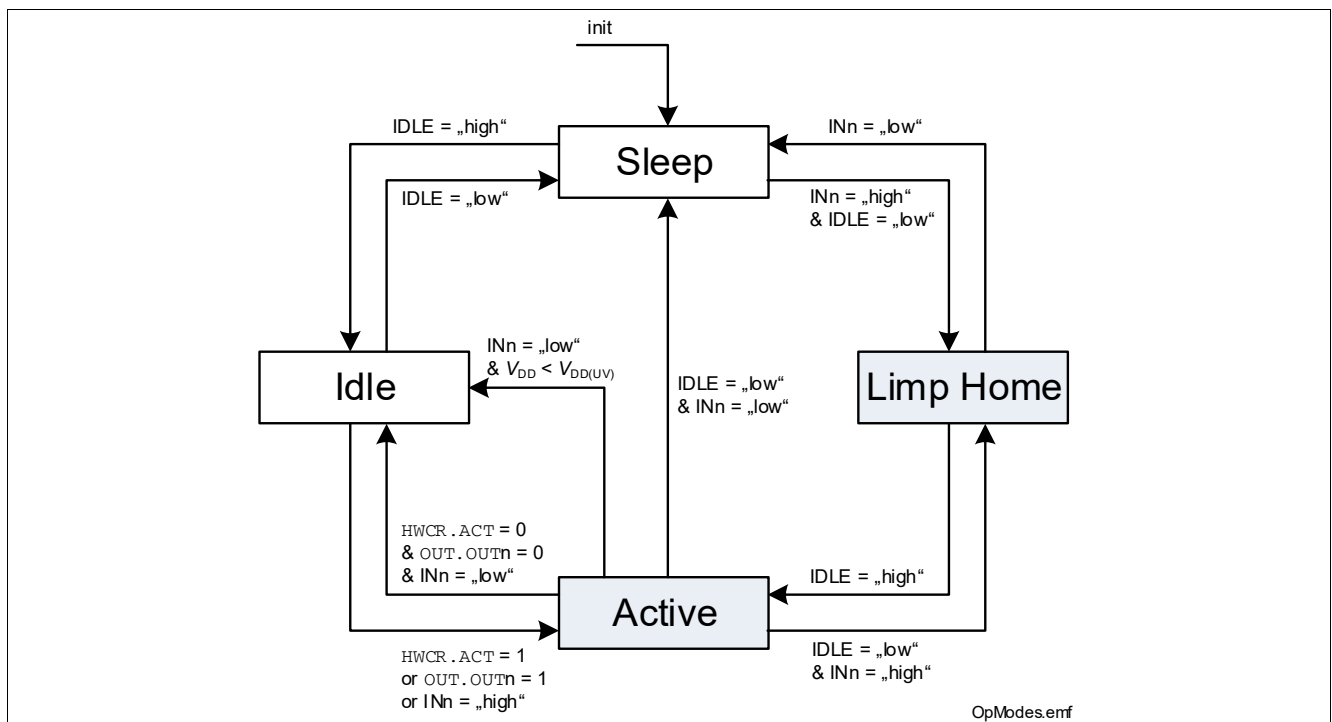 init
IDLE = „high“
INn = „low“
Sleep
IDLE = „low“
INn = „high“
& IDLE = „low“
INn = „low“
& VDD < VDD(UV)
Idle
IDLE = „low“
& INn = „low“
Limp Home
HWCR.ACT = 0
& OUT.OUTn = 0
& INn = „low“
IDLE = „high“
Active
HWCR.ACT = 1
or OUT.OUTn = 1
or INn = „high“
IDLE = „low“
& INn = „high“
OpModes.emf